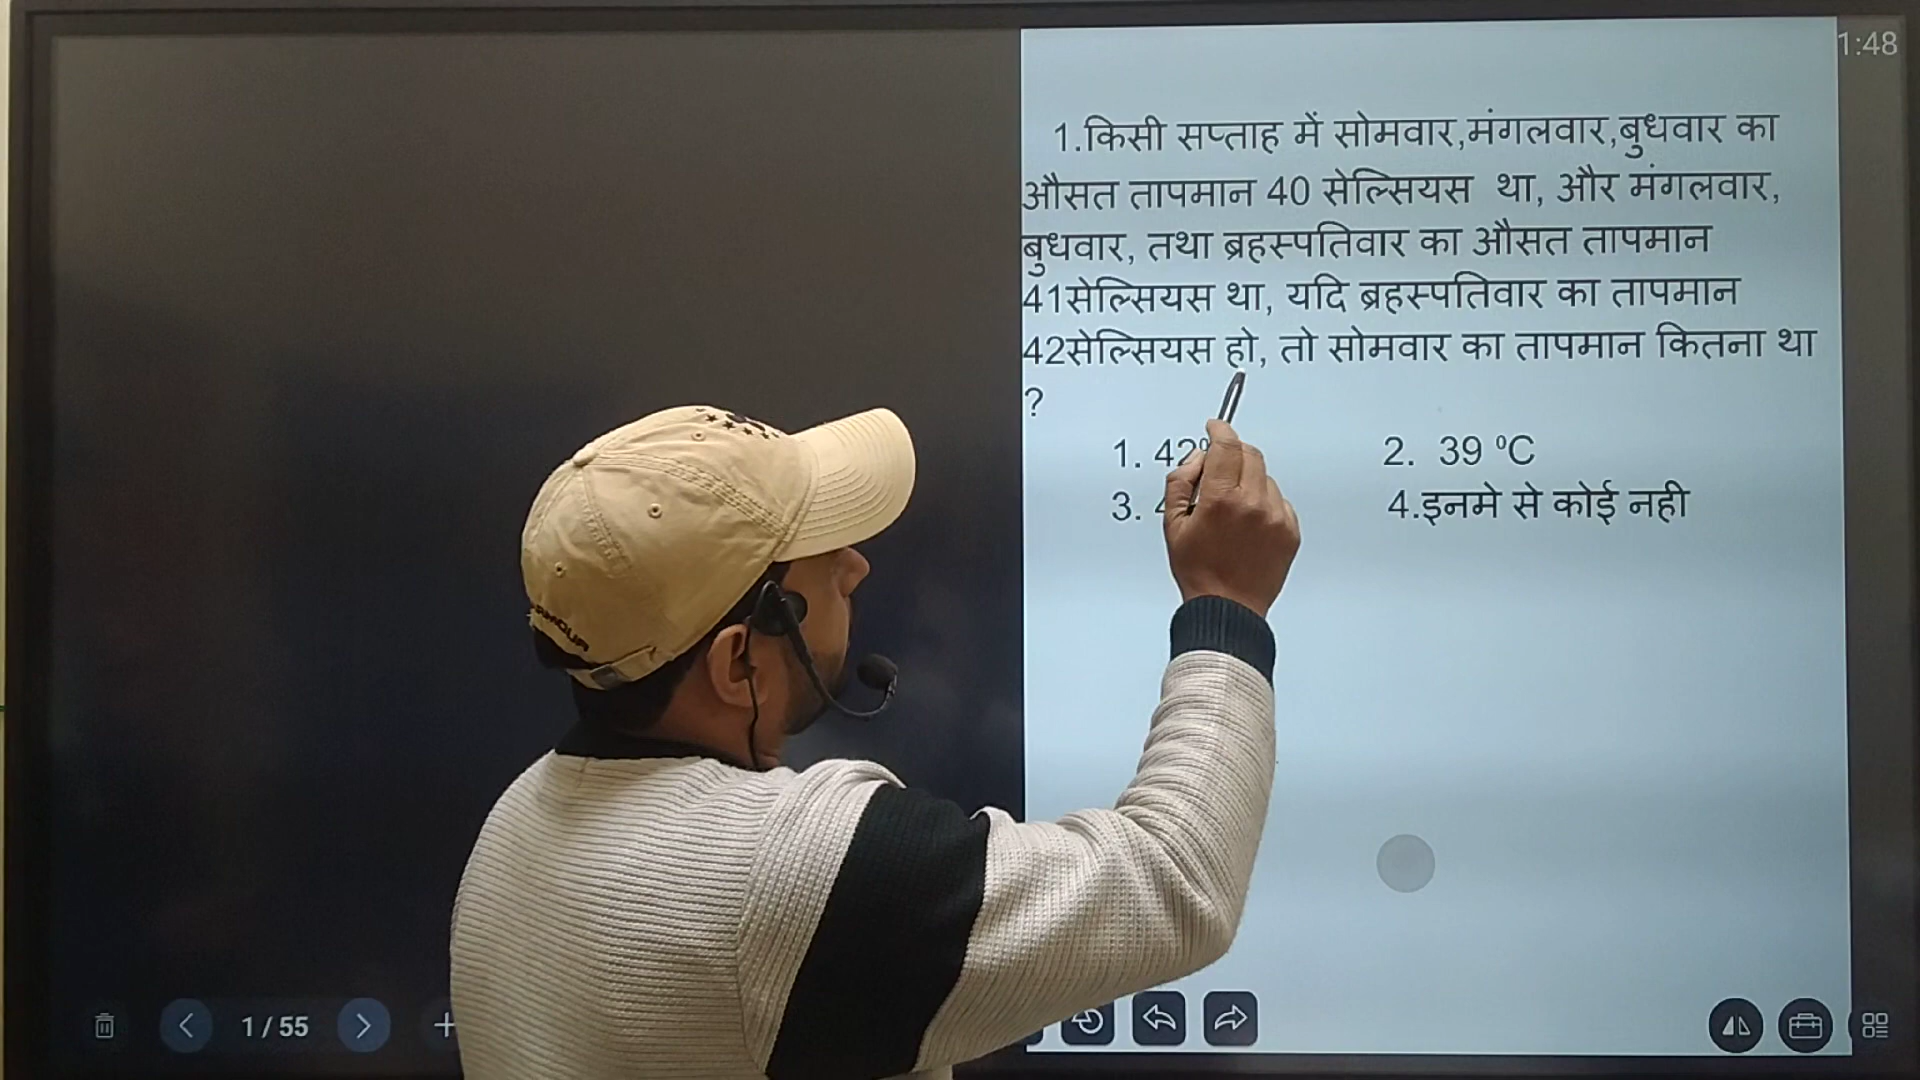 1:48
1.किसी सप्ताह में सोमवार,मंगलवार,बुधवार का
औसत तापमान 40 सेल्सियस था, और मंगलवार,
बुधवार, तथा ब्रहस्पतिवार का औसत तापमान
41सेल्सियस था, यदि ब्रहस्पतिवार का तापमान
42सेल्सियस हो, तो सोमवार का तापमान कितना था
?
1. 42 2. 39 ⁰C
3. 4.इनमे से कोई नही
1 / 55